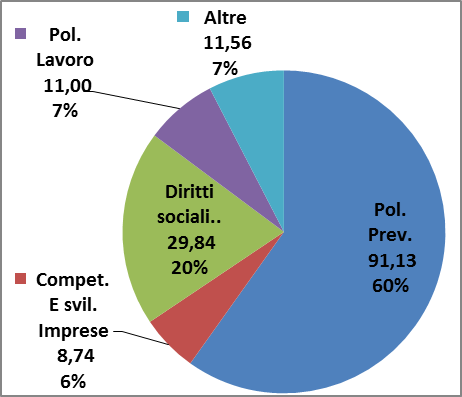 Altre
11,56
7%
Pol.
Lavoro
11,00
7%
Diritti
sociali..
29,84
20%
Pol.
Prev.
91,13
60%
Compet.
E svil.
Imprese
8,74
6%